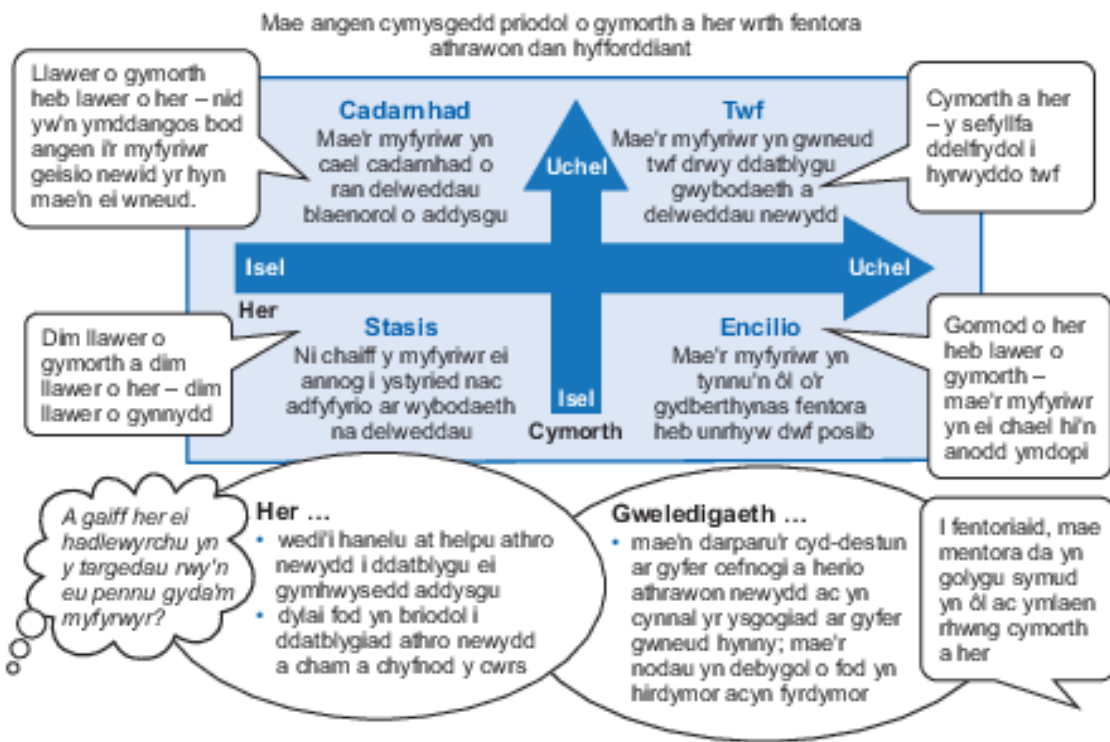 Mae angen cymysgedd priodol o gymorth a her wrth fentora
athrawon dan hyfforddiant
Llawer o gymorth
heb lawer o her – nid
yw'n ymddangos bod
angen i'r myfyriwr
geisio newid yr hyn
mae'n ei wneud.
Cadarnhad
Mae'r myfyriwr yn
cael cadarnhad o
ran delweddau
blaenorol o addysgu
Uchel
Twf
Mae'r myfyriwr yn gwneud
twf drwy ddatblygu
gwybodaeth a
delweddau newydd
Cymorth a her
– y sefyllfa
ddelfrydol i
hyrwyddo twf
Isel
Uchel
Her
Dim llawer o
gymorth a dim
llawer o her – dim
llawer o gynnydd
Stasis
Ni chaiff y myfyriwr ei
annog i ystyried nac
adfyfyrio ar wybodaeth
na delweddau
Isel
Cymorth
Encilio
Mae'r myfyriwr yn
tynnu'n ôl o'r
gydberthynas fentora
heb unrhyw dwf posib
Gormod o her
heb lawer o
gymorth –
mae'r myfyriwr
yn ei chael hi'n
anodd ymdopi
A gaiff her ei
hadlewyrchu yn
y targedau rwy'n
eu pennu gyda'm
myfyrwyr?
Her ...
• wedi'i hanelu at helpu athro
newydd i ddatblygu ei
gymhwysedd addysgu
• dylai fod yn briodol i
ddatblygiad athro newydd
a cham a chyfnod y cwrs
Gweledigaeth ...
• mae'n darparu'r cyd-destun
ar gyfer cefnogi a herio
athrawon newydd ac yn
cynnal yr ysgogiad ar gyfer
gwneud hynny; mae'r
nodau yn debygol o fod yn
hirdymor acyn fyrdymor
I fentoriaid, mae
mentora da yn
golygu symud
yn ôl ac ymlaen
rhwng cymorth
a her